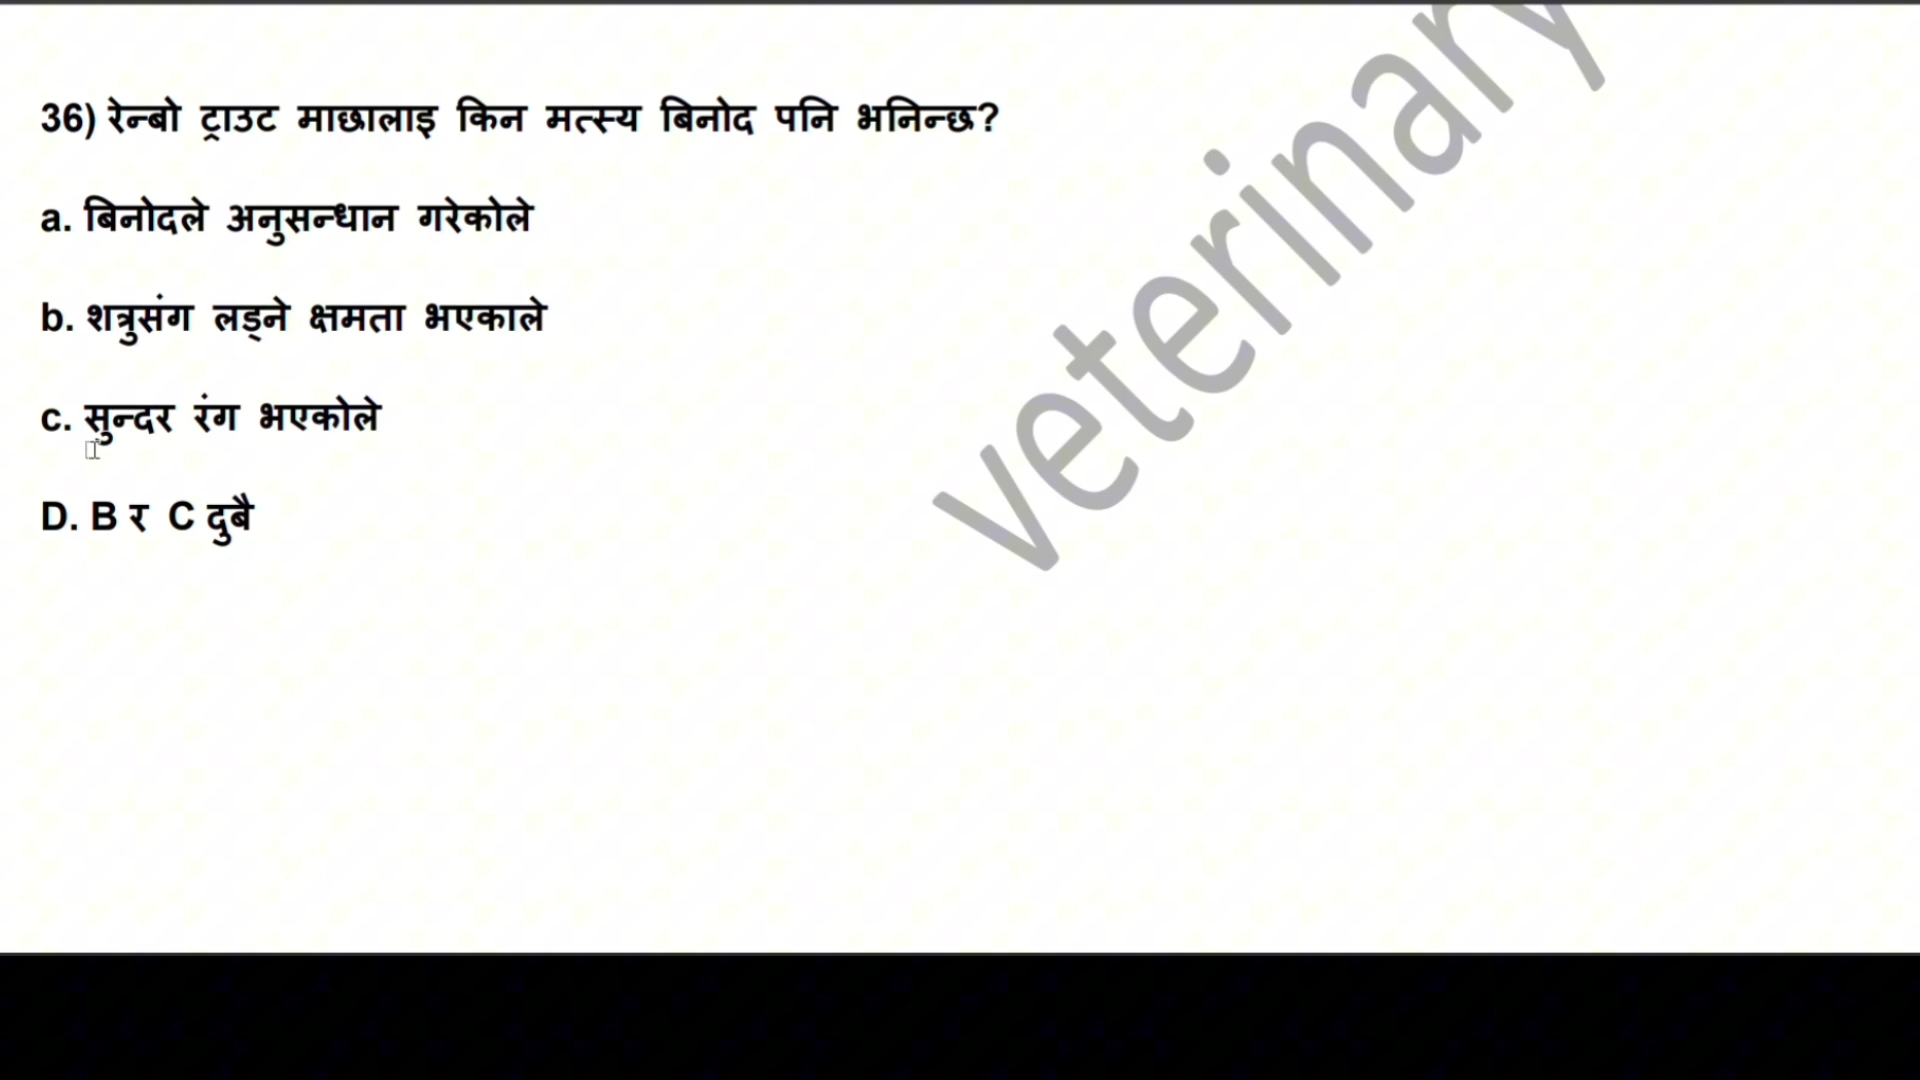 36) रेन्बो ट्राउट माछालाइ किन मत्स्य बिनोद पनि भनिन्छ?
a. बिनोदले अनुसन्धान गरेकोले
b. शत्रुसंग लड्ने क्षमता भएकाले
c. सुन्दर रंग भएकोले
D. B र C दुबै
veterinary